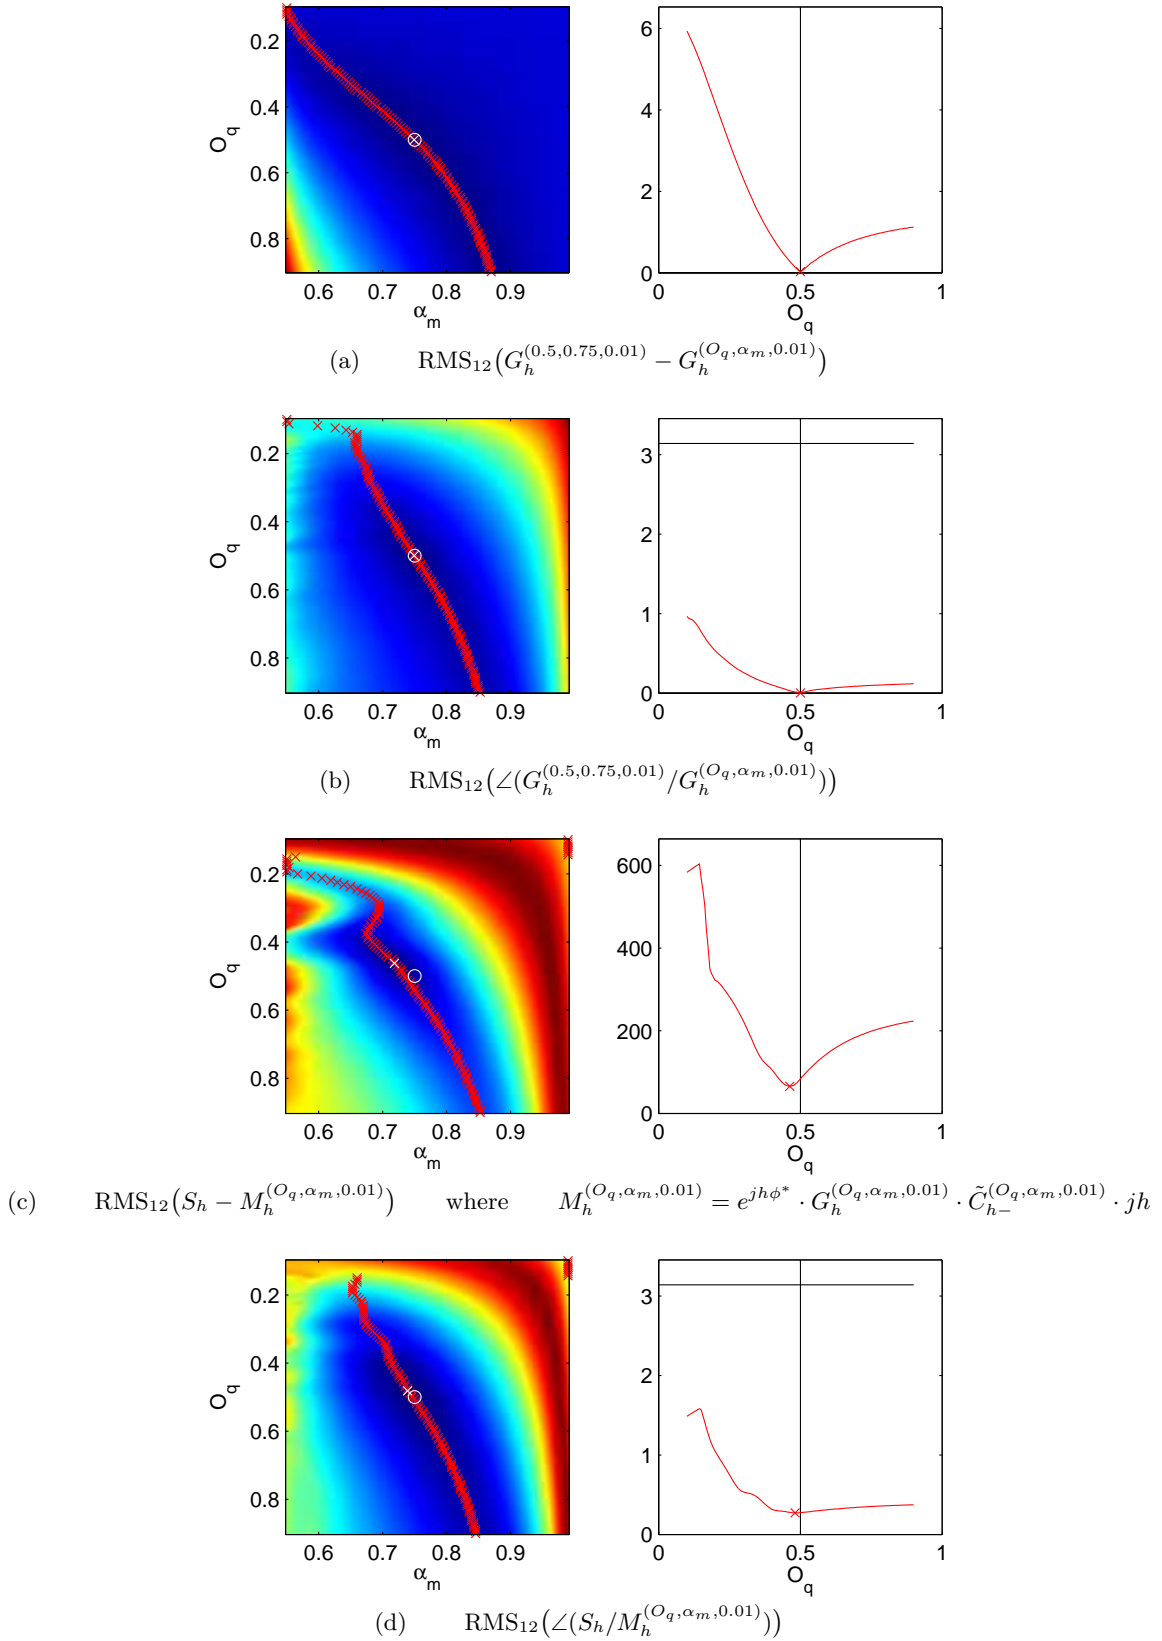 0.2
0.4
0.6
0.8
O_q
0.6 0.7 0.8 0.9
α_m
6
4
2
0
0 0.5 1
O_q
(a) RMS_{12}(G_h^{(0.5,0.75,0.01)} − G_h^{(O_q,α_m,0.01)})
0.2
0.4
0.6
0.8
O_q
0.6 0.7 0.8 0.9
α_m
3
2
1
0
0 0.5 1
O_q
(b) RMS_{12}(∠(G_h^{(0.5,0.75,0.01)}/G_h^{(O_q,α_m,0.01)}))
0.2
0.4
0.6
0.8
O_q
0.6 0.7 0.8 0.9
α_m
600
400
200
0
0 0.5 1
O_q
(c) RMS_{12}(S_h − M_h^{(O_q,α_m,0.01)}) where M_h^{(O_q,α_m,0.01)} = e^{jhϕ*} · G_h^{(O_q,α_m,0.01)} · C̃_{h−}^{(O_q,α_m,0.01)} · jh
0.2
0.4
0.6
0.8
O_q
0.6 0.7 0.8 0.9
α_m
3
2
1
0
0 0.5 1
O_q
(d) RMS_{12}(∠(S_h/M_h^{(O_q,α_m,0.01)}))